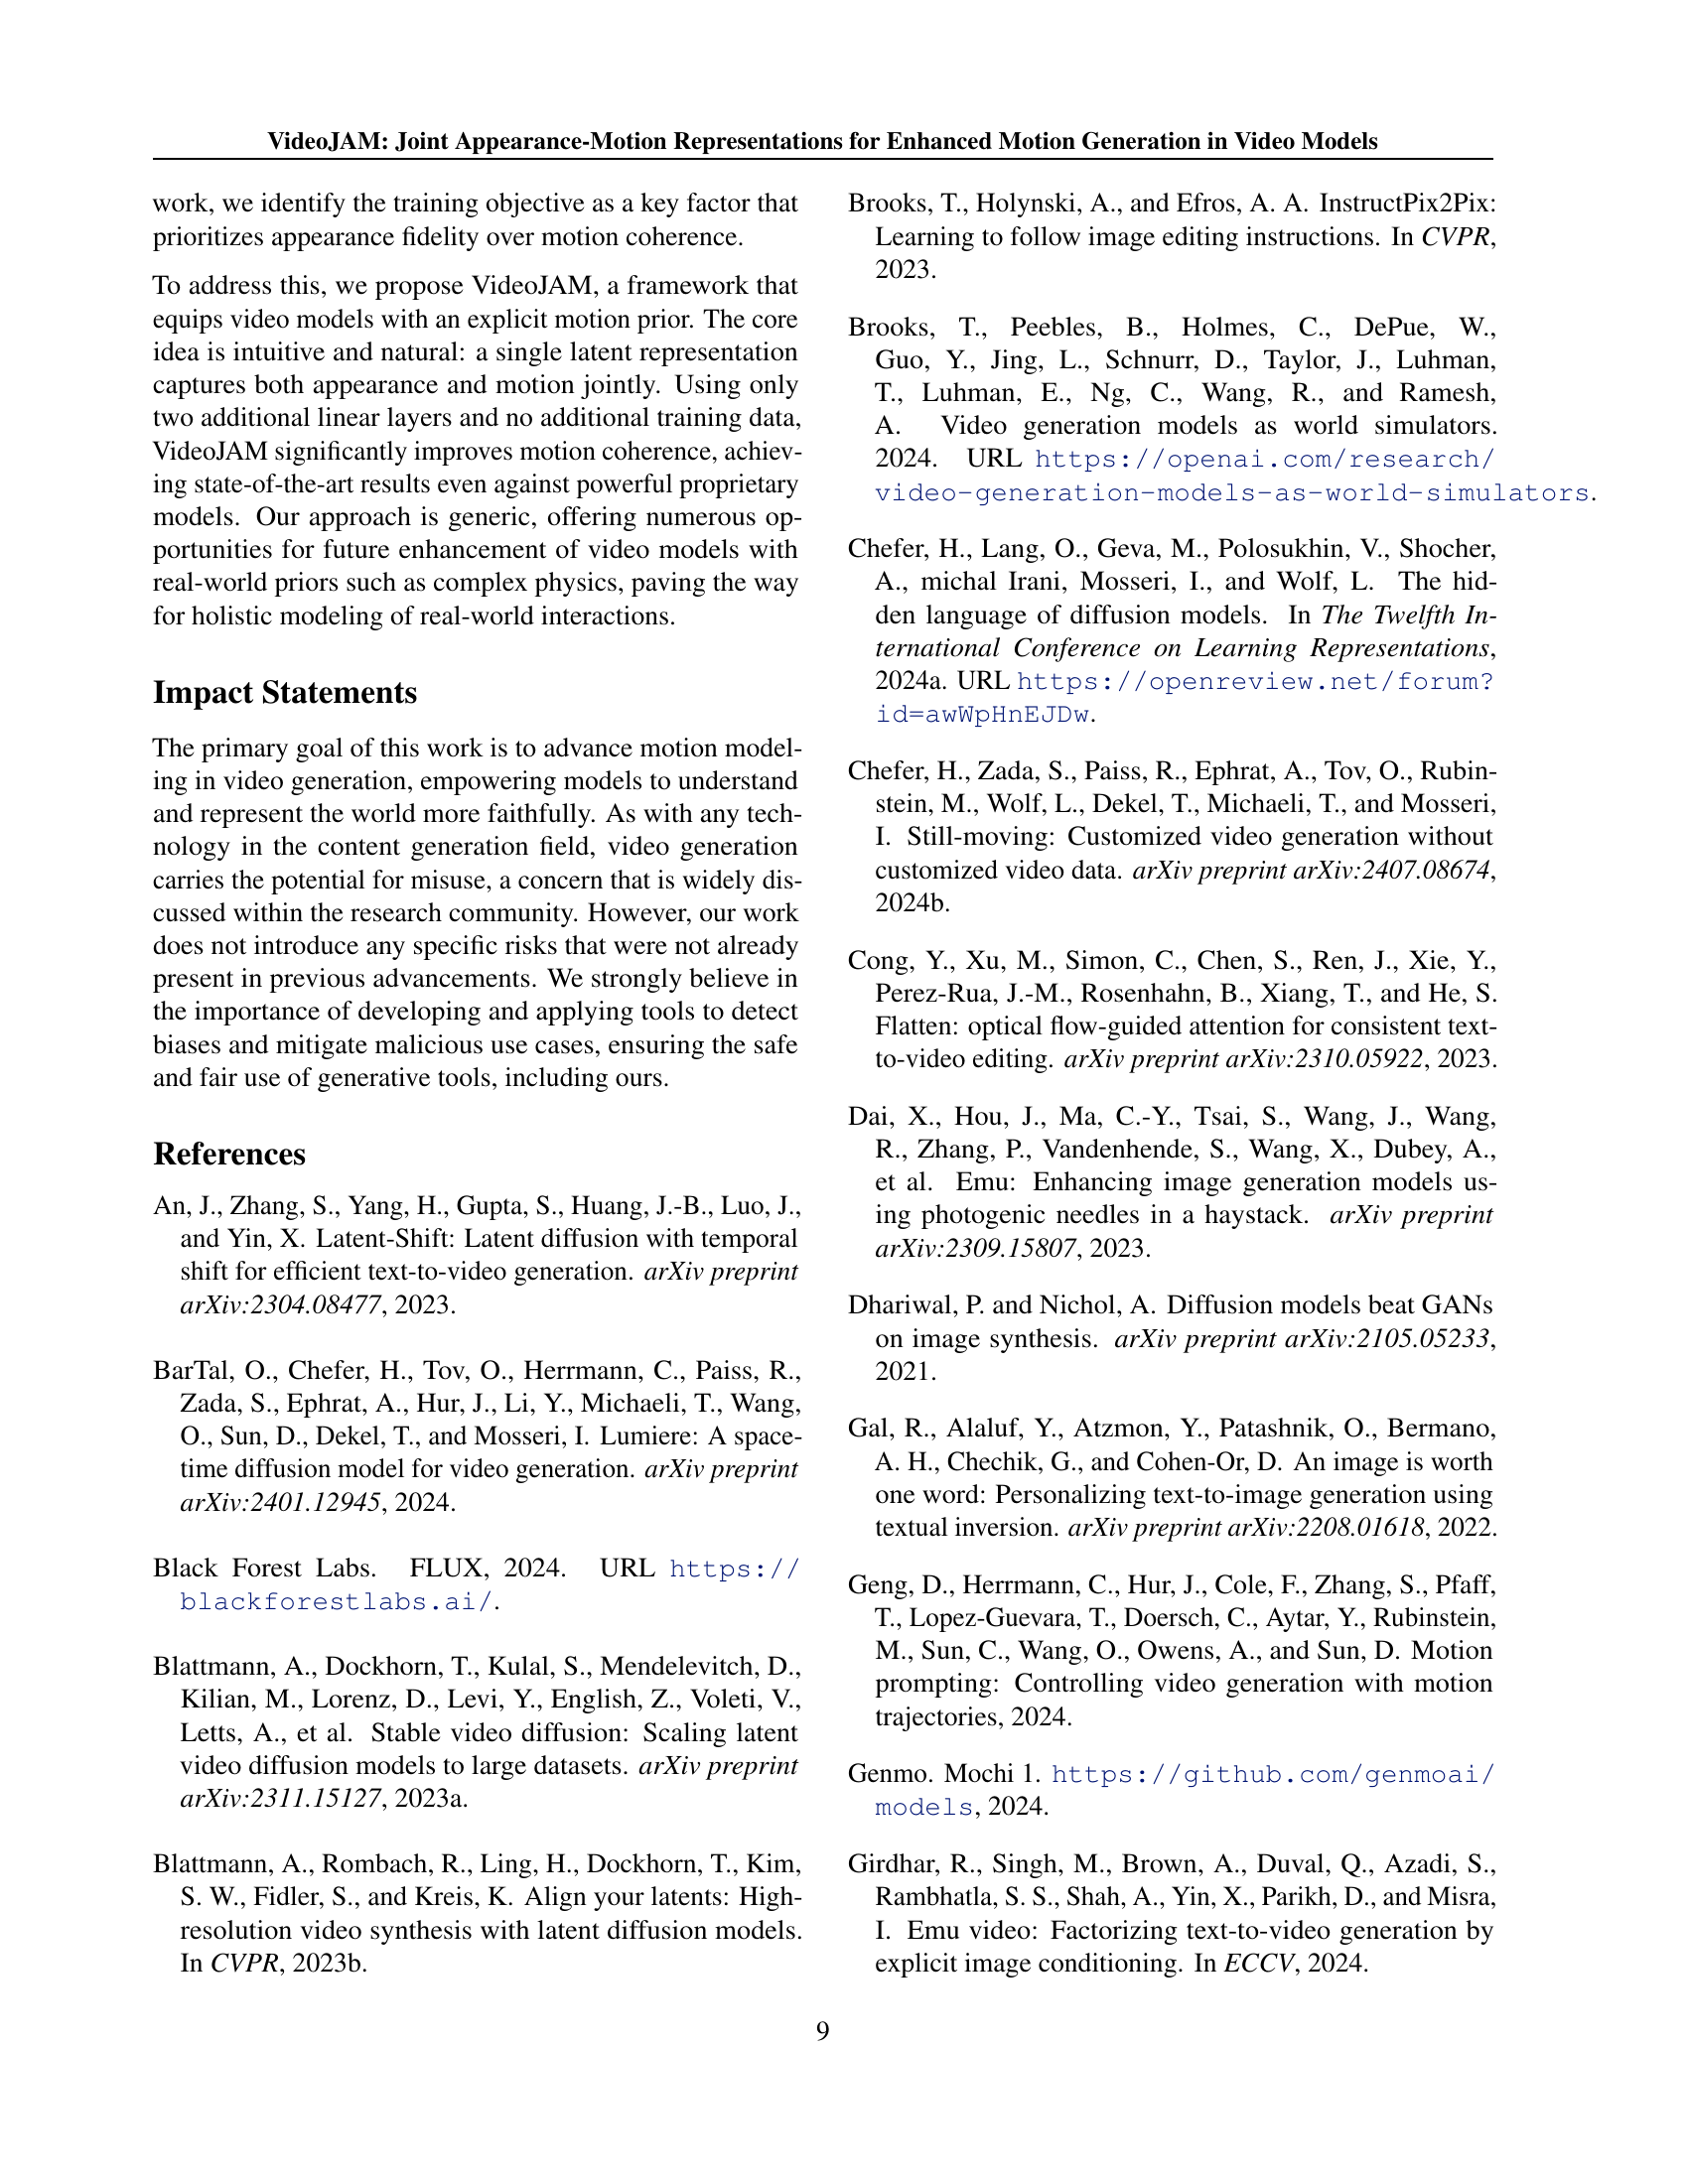 VideoJAM: Joint Appearance-Motion Representations for Enhanced Motion Generation in Video Models
work, we identify the training objective as a key factor that
prioritizes appearance fidelity over motion coherence.
To address this, we propose VideoJAM, a framework that
equips video models with an explicit motion prior. The core
idea is intuitive and natural: a single latent representation
captures both appearance and motion jointly. Using only
two additional linear layers and no additional training data,
VideoJAM significantly improves motion coherence, achiev-
ing state-of-the-art results even against powerful proprietary
models. Our approach is generic, offering numerous op-
portunities for future enhancement of video models with
real-world priors such as complex physics, paving the way
for holistic modeling of real-world interactions.
Impact Statements
The primary goal of this work is to advance motion model-
ing in video generation, empowering models to understand
and represent the world more faithfully. As with any tech-
nology in the content generation field, video generation
carries the potential for misuse, a concern that is widely dis-
cussed within the research community. However, our work
does not introduce any specific risks that were not already
present in previous advancements. We strongly believe in
the importance of developing and applying tools to detect
biases and mitigate malicious use cases, ensuring the safe
and fair use of generative tools, including ours.
References
An, J., Zhang, S., Yang, H., Gupta, S., Huang, J.-B., Luo, J.,
and Yin, X. Latent-Shift: Latent diffusion with temporal
shift for efficient text-to-video generation. arXiv preprint
arXiv:2304.08477, 2023.
BarTal, O., Chefer, H., Tov, O., Herrmann, C., Paiss, R.,
Zada, S., Ephrat, A., Hur, J., Li, Y., Michaeli, T., Wang,
O., Sun, D., Dekel, T., and Mosseri, I. Lumiere: A space-
time diffusion model for video generation. arXiv preprint
arXiv:2401.12945, 2024.
Black Forest Labs. FLUX, 2024. URL https://
blackforestlabs.ai/.
Blattmann, A., Dockhorn, T., Kulal, S., Mendelevitch, D.,
Kilian, M., Lorenz, D., Levi, Y., English, Z., Voleti, V.,
Letts, A., et al. Stable video diffusion: Scaling latent
video diffusion models to large datasets. arXiv preprint
arXiv:2311.15127, 2023a.
Blattmann, A., Rombach, R., Ling, H., Dockhorn, T., Kim,
S. W., Fidler, S., and Kreis, K. Align your latents: High-
resolution video synthesis with latent diffusion models.
In CVPR, 2023b.
Brooks, T., Holynski, A., and Efros, A. A. InstructPix2Pix:
Learning to follow image editing instructions. In CVPR,
2023.
Brooks, T., Peebles, B., Holmes, C., DePue, W.,
Guo, Y., Jing, L., Schnurr, D., Taylor, J., Luhman,
T., Luhman, E., Ng, C., Wang, R., and Ramesh,
A. Video generation models as world simulators.
2024. URL https://openai.com/research/
video-generation-models-as-world-simulators.
Chefer, H., Lang, O., Geva, M., Polosukhin, V., Shocher,
A., michal Irani, Mosseri, I., and Wolf, L. The hid-
den language of diffusion models. In The Twelfth In-
ternational Conference on Learning Representations,
2024a. URL https://openreview.net/forum?
id=awWpHnEJDw.
Chefer, H., Zada, S., Paiss, R., Ephrat, A., Tov, O., Rubin-
stein, M., Wolf, L., Dekel, T., Michaeli, T., and Mosseri,
I. Still-moving: Customized video generation without
customized video data. arXiv preprint arXiv:2407.08674,
2024b.
Cong, Y., Xu, M., Simon, C., Chen, S., Ren, J., Xie, Y.,
Perez-Rua, J.-M., Rosenhahn, B., Xiang, T., and He, S.
Flatten: optical flow-guided attention for consistent text-
to-video editing. arXiv preprint arXiv:2310.05922, 2023.
Dai, X., Hou, J., Ma, C.-Y., Tsai, S., Wang, J., Wang,
R., Zhang, P., Vandenhende, S., Wang, X., Dubey, A.,
et al. Emu: Enhancing image generation models us-
ing photogenic needles in a haystack. arXiv preprint
arXiv:2309.15807, 2023.
Dhariwal, P. and Nichol, A. Diffusion models beat GANs
on image synthesis. arXiv preprint arXiv:2105.05233,
2021.
Gal, R., Alaluf, Y., Atzmon, Y., Patashnik, O., Bermano,
A. H., Chechik, G., and Cohen-Or, D. An image is worth
one word: Personalizing text-to-image generation using
textual inversion. arXiv preprint arXiv:2208.01618, 2022.
Geng, D., Herrmann, C., Hur, J., Cole, F., Zhang, S., Pfaff,
T., Lopez-Guevara, T., Doersch, C., Aytar, Y., Rubinstein,
M., Sun, C., Wang, O., Owens, A., and Sun, D. Motion
prompting: Controlling video generation with motion
trajectories, 2024.
Genmo. Mochi 1. https://github.com/genmoai/
models, 2024.
Girdhar, R., Singh, M., Brown, A., Duval, Q., Azadi, S.,
Rambhatla, S. S., Shah, A., Yin, X., Parikh, D., and Misra,
I. Emu video: Factorizing text-to-video generation by
explicit image conditioning. In ECCV, 2024.
9